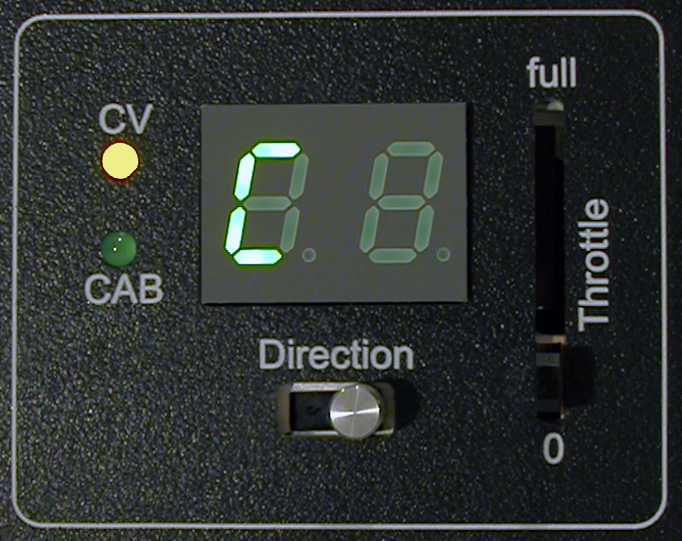 full
CV
C
CAB
Throttle
Direction
0